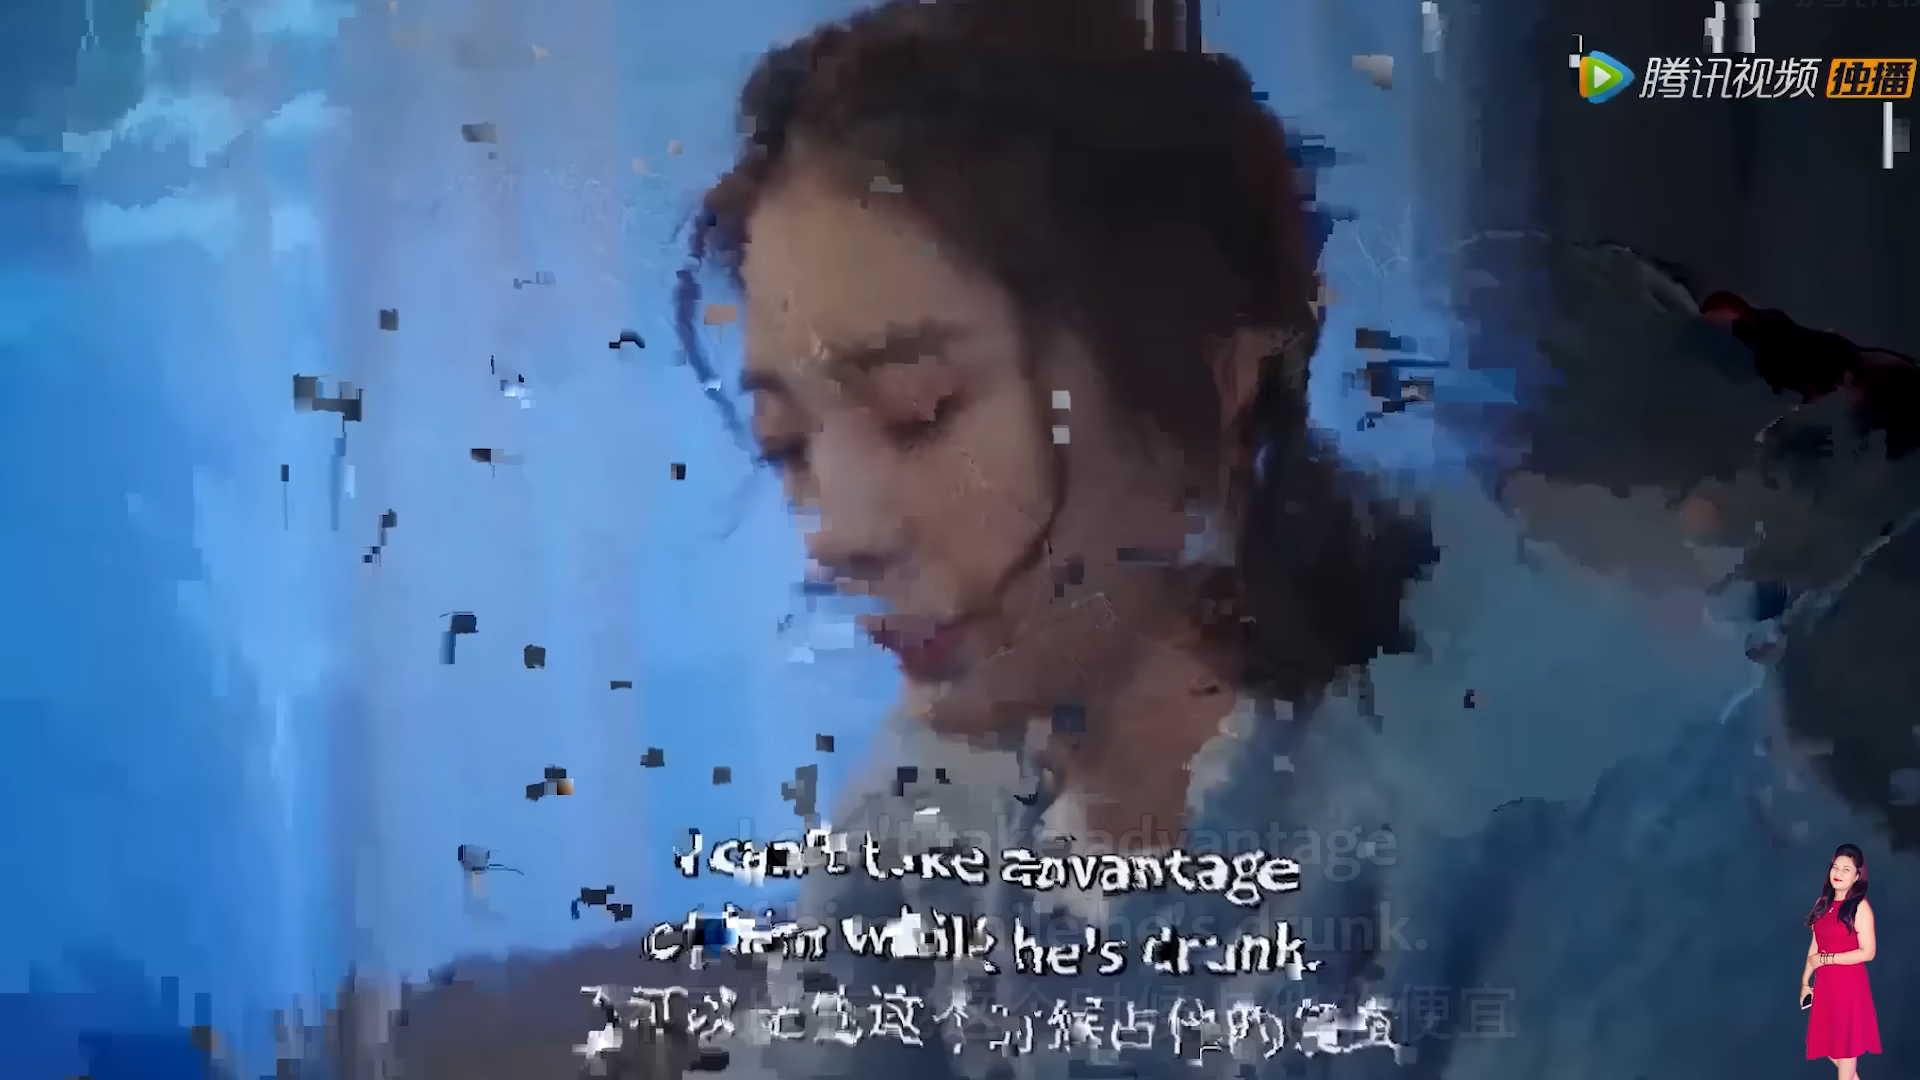 腾讯视频 独播
I can't take advantage
of him while he's drunk.
不可以在这个时候占他的便宜